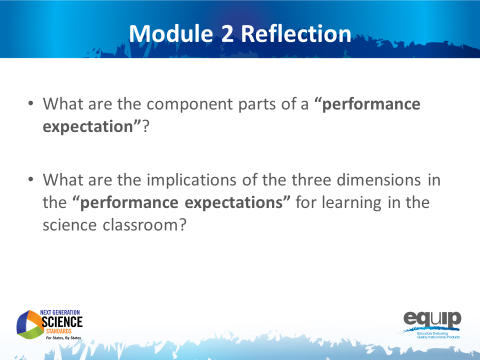 Module 2 Reflection
• What are the component parts of a “performance
expectation”?
• What are the implications of the three dimensions in
the “performance expectations” for learning in the
science classroom?
NEXT GENERATION
SCIENCE
STANDARDS
For States, By States
equip
Educators Evaluating
Quality Instructional Products